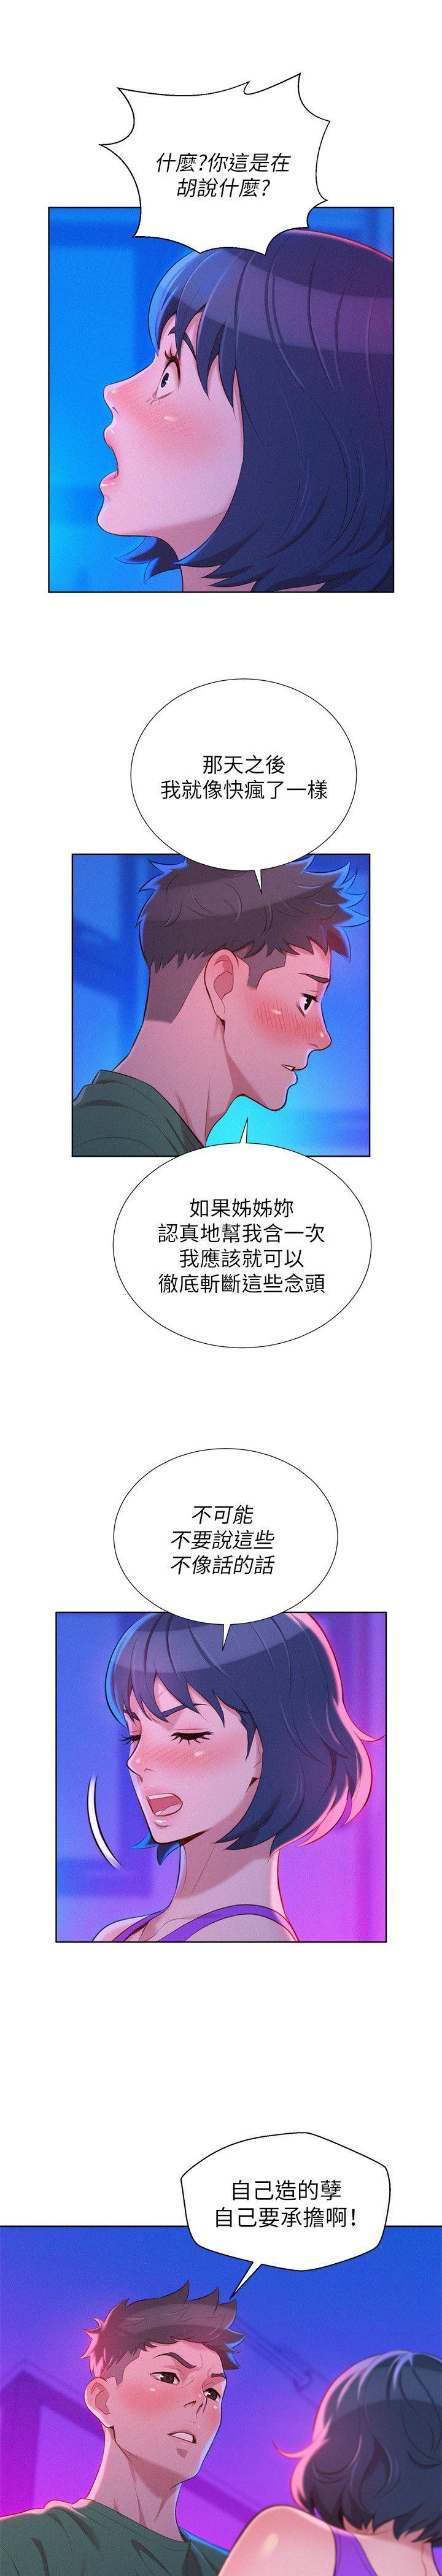 什麼?你這是在
胡說什麼?
那天之後
我就像快瘋了一樣
如果姊姊妳
認真地幫我含一次
我應該就可以
徹底斬斷這些念頭
不可能
不要說這些
不像話的話
自己造的孽
自己要承擔啊!